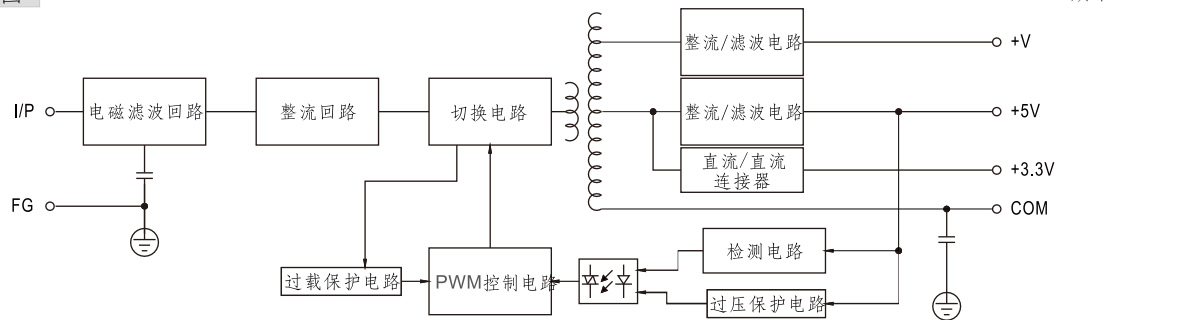 图
整流/滤波电路
+V
I/P
电磁滤波回路
整流回路
切换电路
整流/滤波电路
+5V
直流/直流
连接器
+3.3V
FG
COM
检测电路
过载保护电路
PWM控制电路
过压保护电路